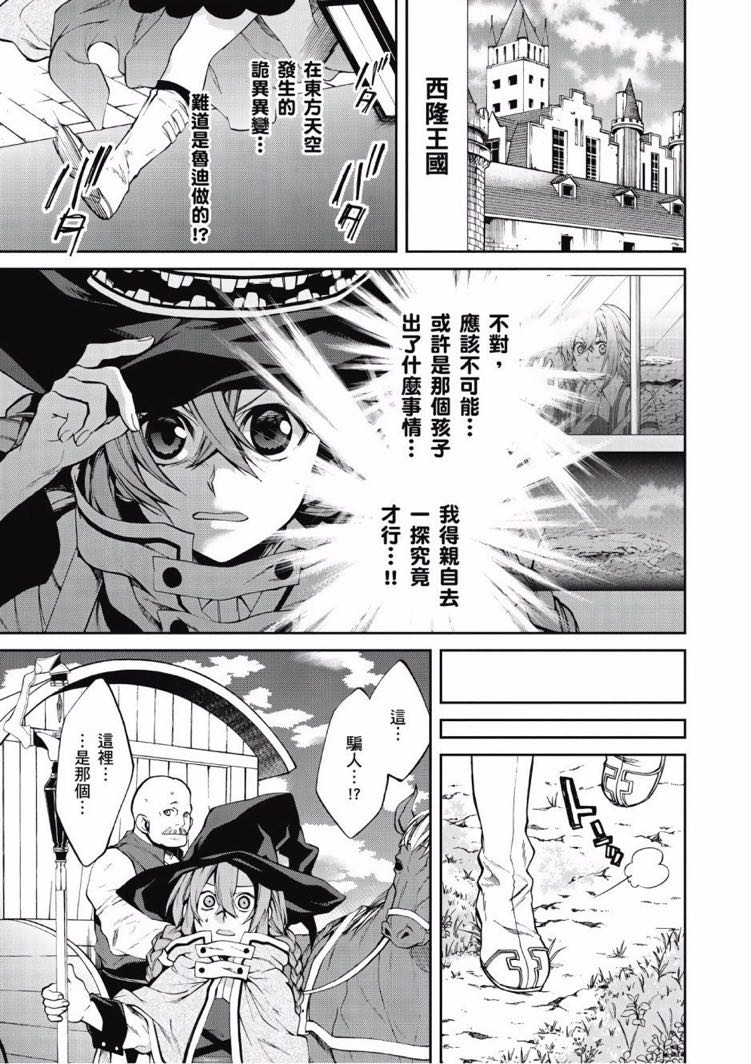 西隆王國
在東方天空
發生的
詭異異變…
難道是魯迪做的!?
バタ
バタ
バタ
バタ
不對，
應該不可能…
或許是那個孩子
出了什麼事情…
我得親自去
一探究竟
才行…!!
トーン
這…
騙人…!?
這裡…
…是那個…